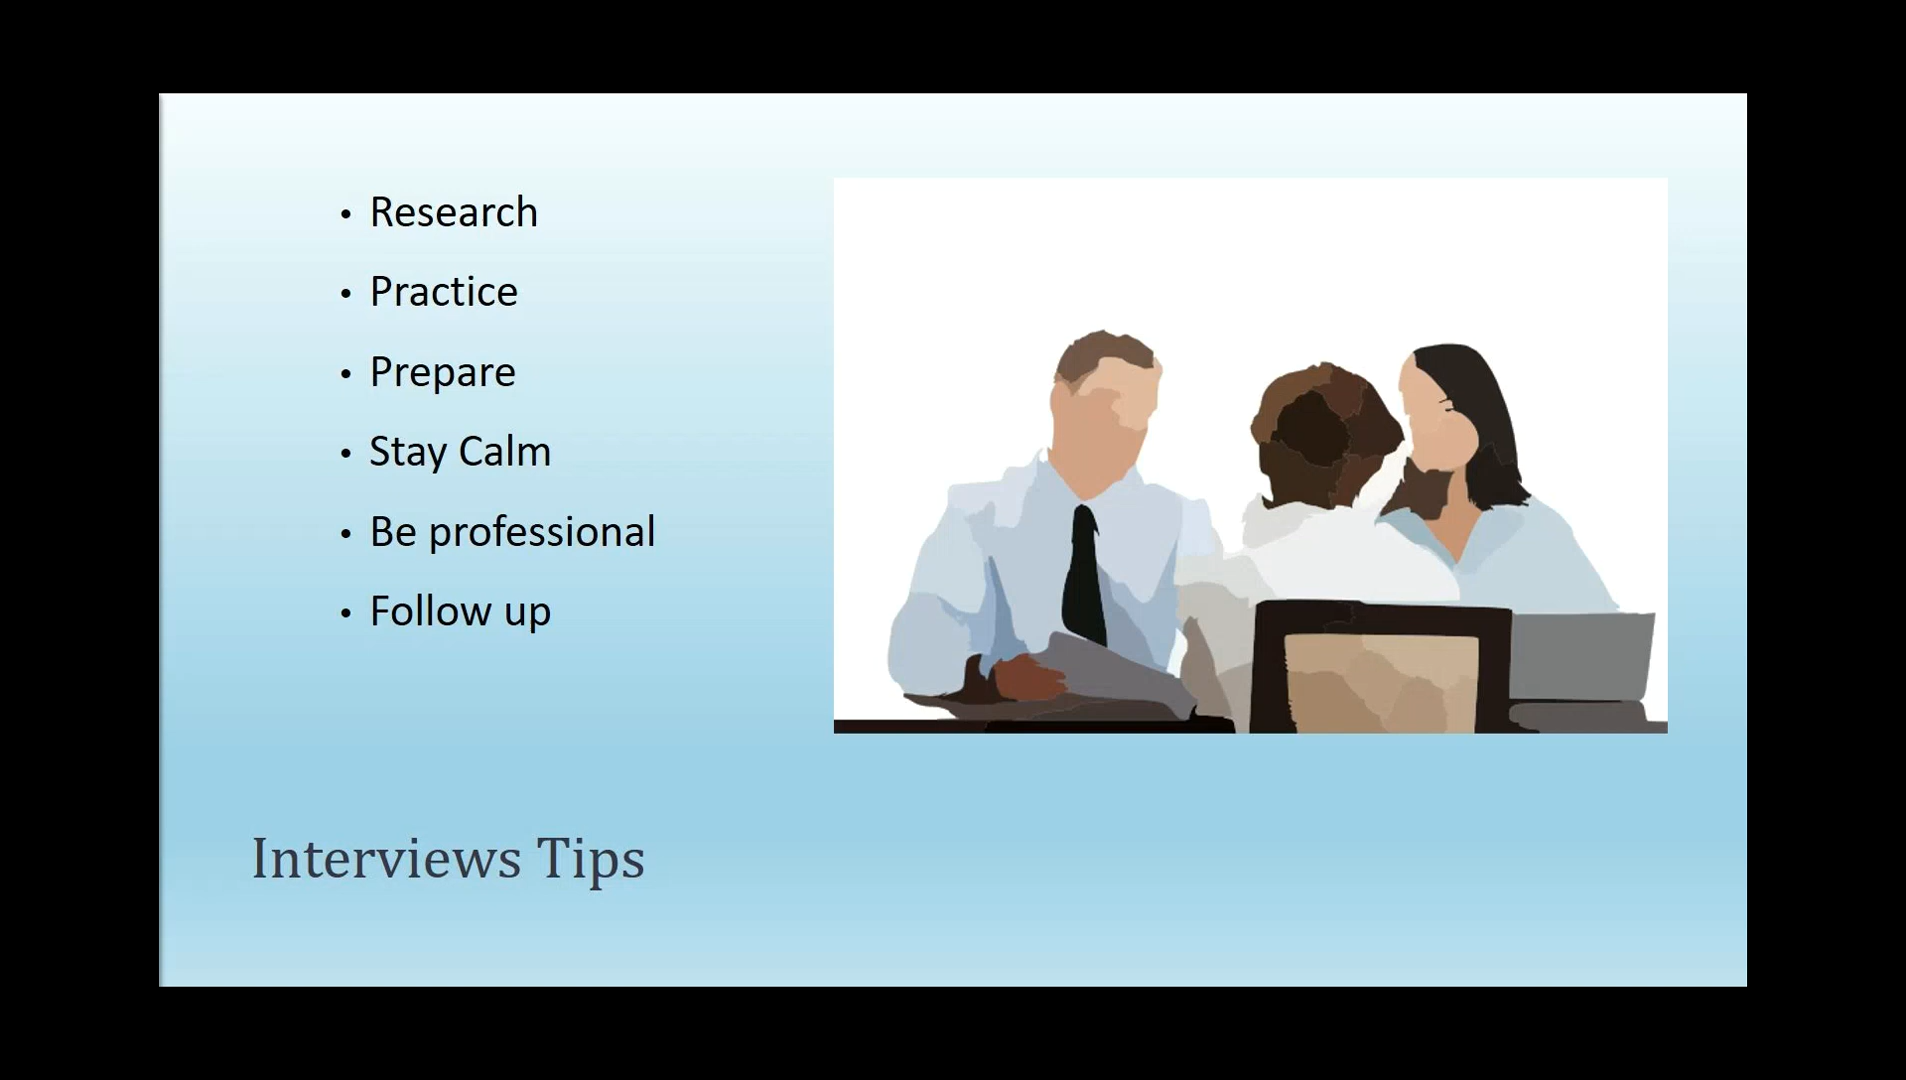 • Research
• Practice
• Prepare
• Stay Calm
• Be professional
• Follow up
Interviews Tips